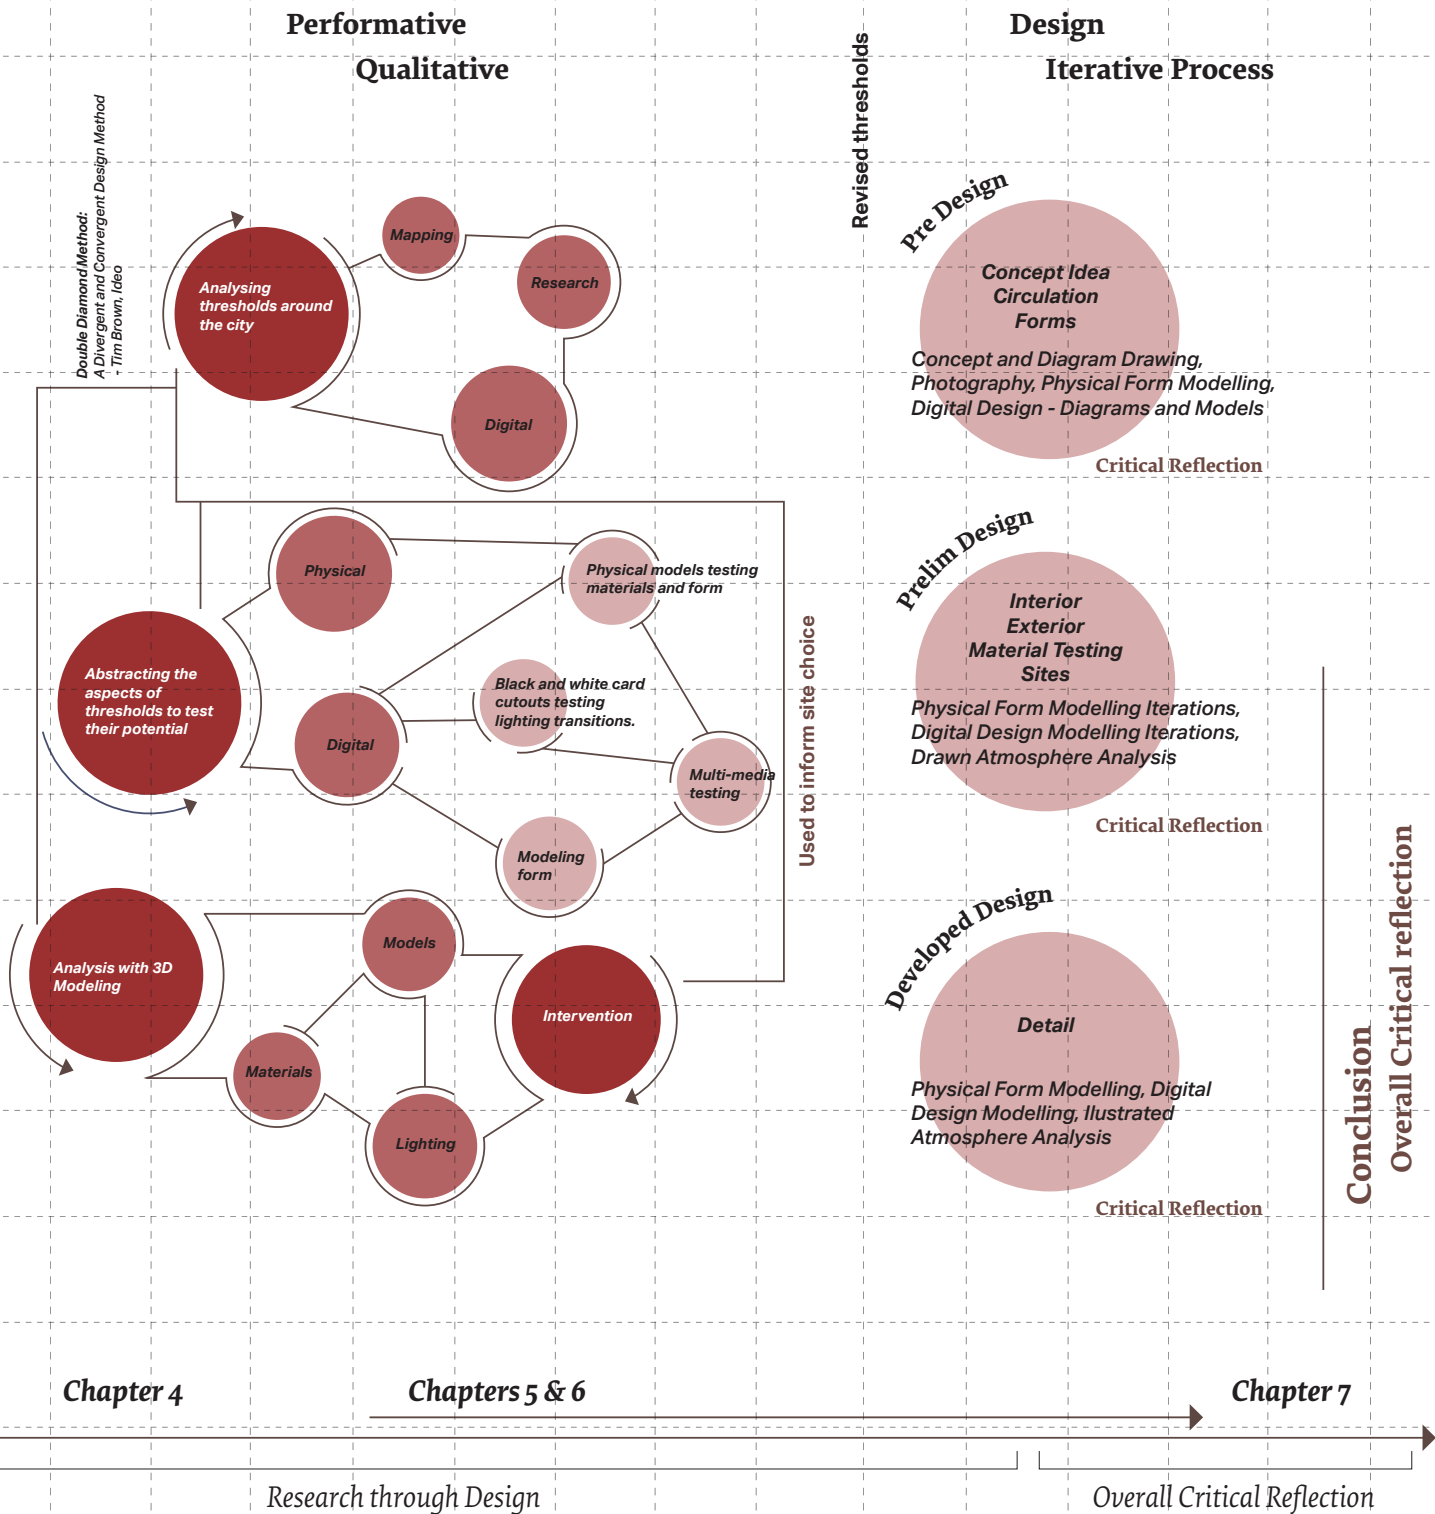 Performative
Qualitative
Design
Iterative Process
Double Diamond Method:
A Divergent and Convergent Design Method
- Tim Brown, Ideo
Analysing
thresholds around
the city
Mapping
Research
Digital
Abstracting the
aspects of
thresholds to test
their potential
Physical
Digital
Physical models testing
materials and form
Black and white card
cutouts testing
lighting transitions.
Multi-media
testing
Modeling
form
Analysis with 3D
Modeling
Models
Materials
Lighting
Intervention
Used to inform site choice
Revised thresholds
Pre Design
Concept Idea
Circulation
Forms
Concept and Diagram Drawing,
Photography, Physical Form Modelling,
Digital Design - Diagrams and Models
Critical Reflection
Prelim Design
Interior
Exterior
Material Testing
Sites
Physical Form Modelling Iterations,
Digital Design Modelling Iterations,
Drawn Atmosphere Analysis
Critical Reflection
Developed Design
Detail
Physical Form Modelling, Digital
Design Modelling, Ilustrated
Atmosphere Analysis
Critical Reflection
Conclusion
Overall Critical reflection
Chapter 4
Chapters 5 & 6
Chapter 7
Research through Design
Overall Critical Reflection